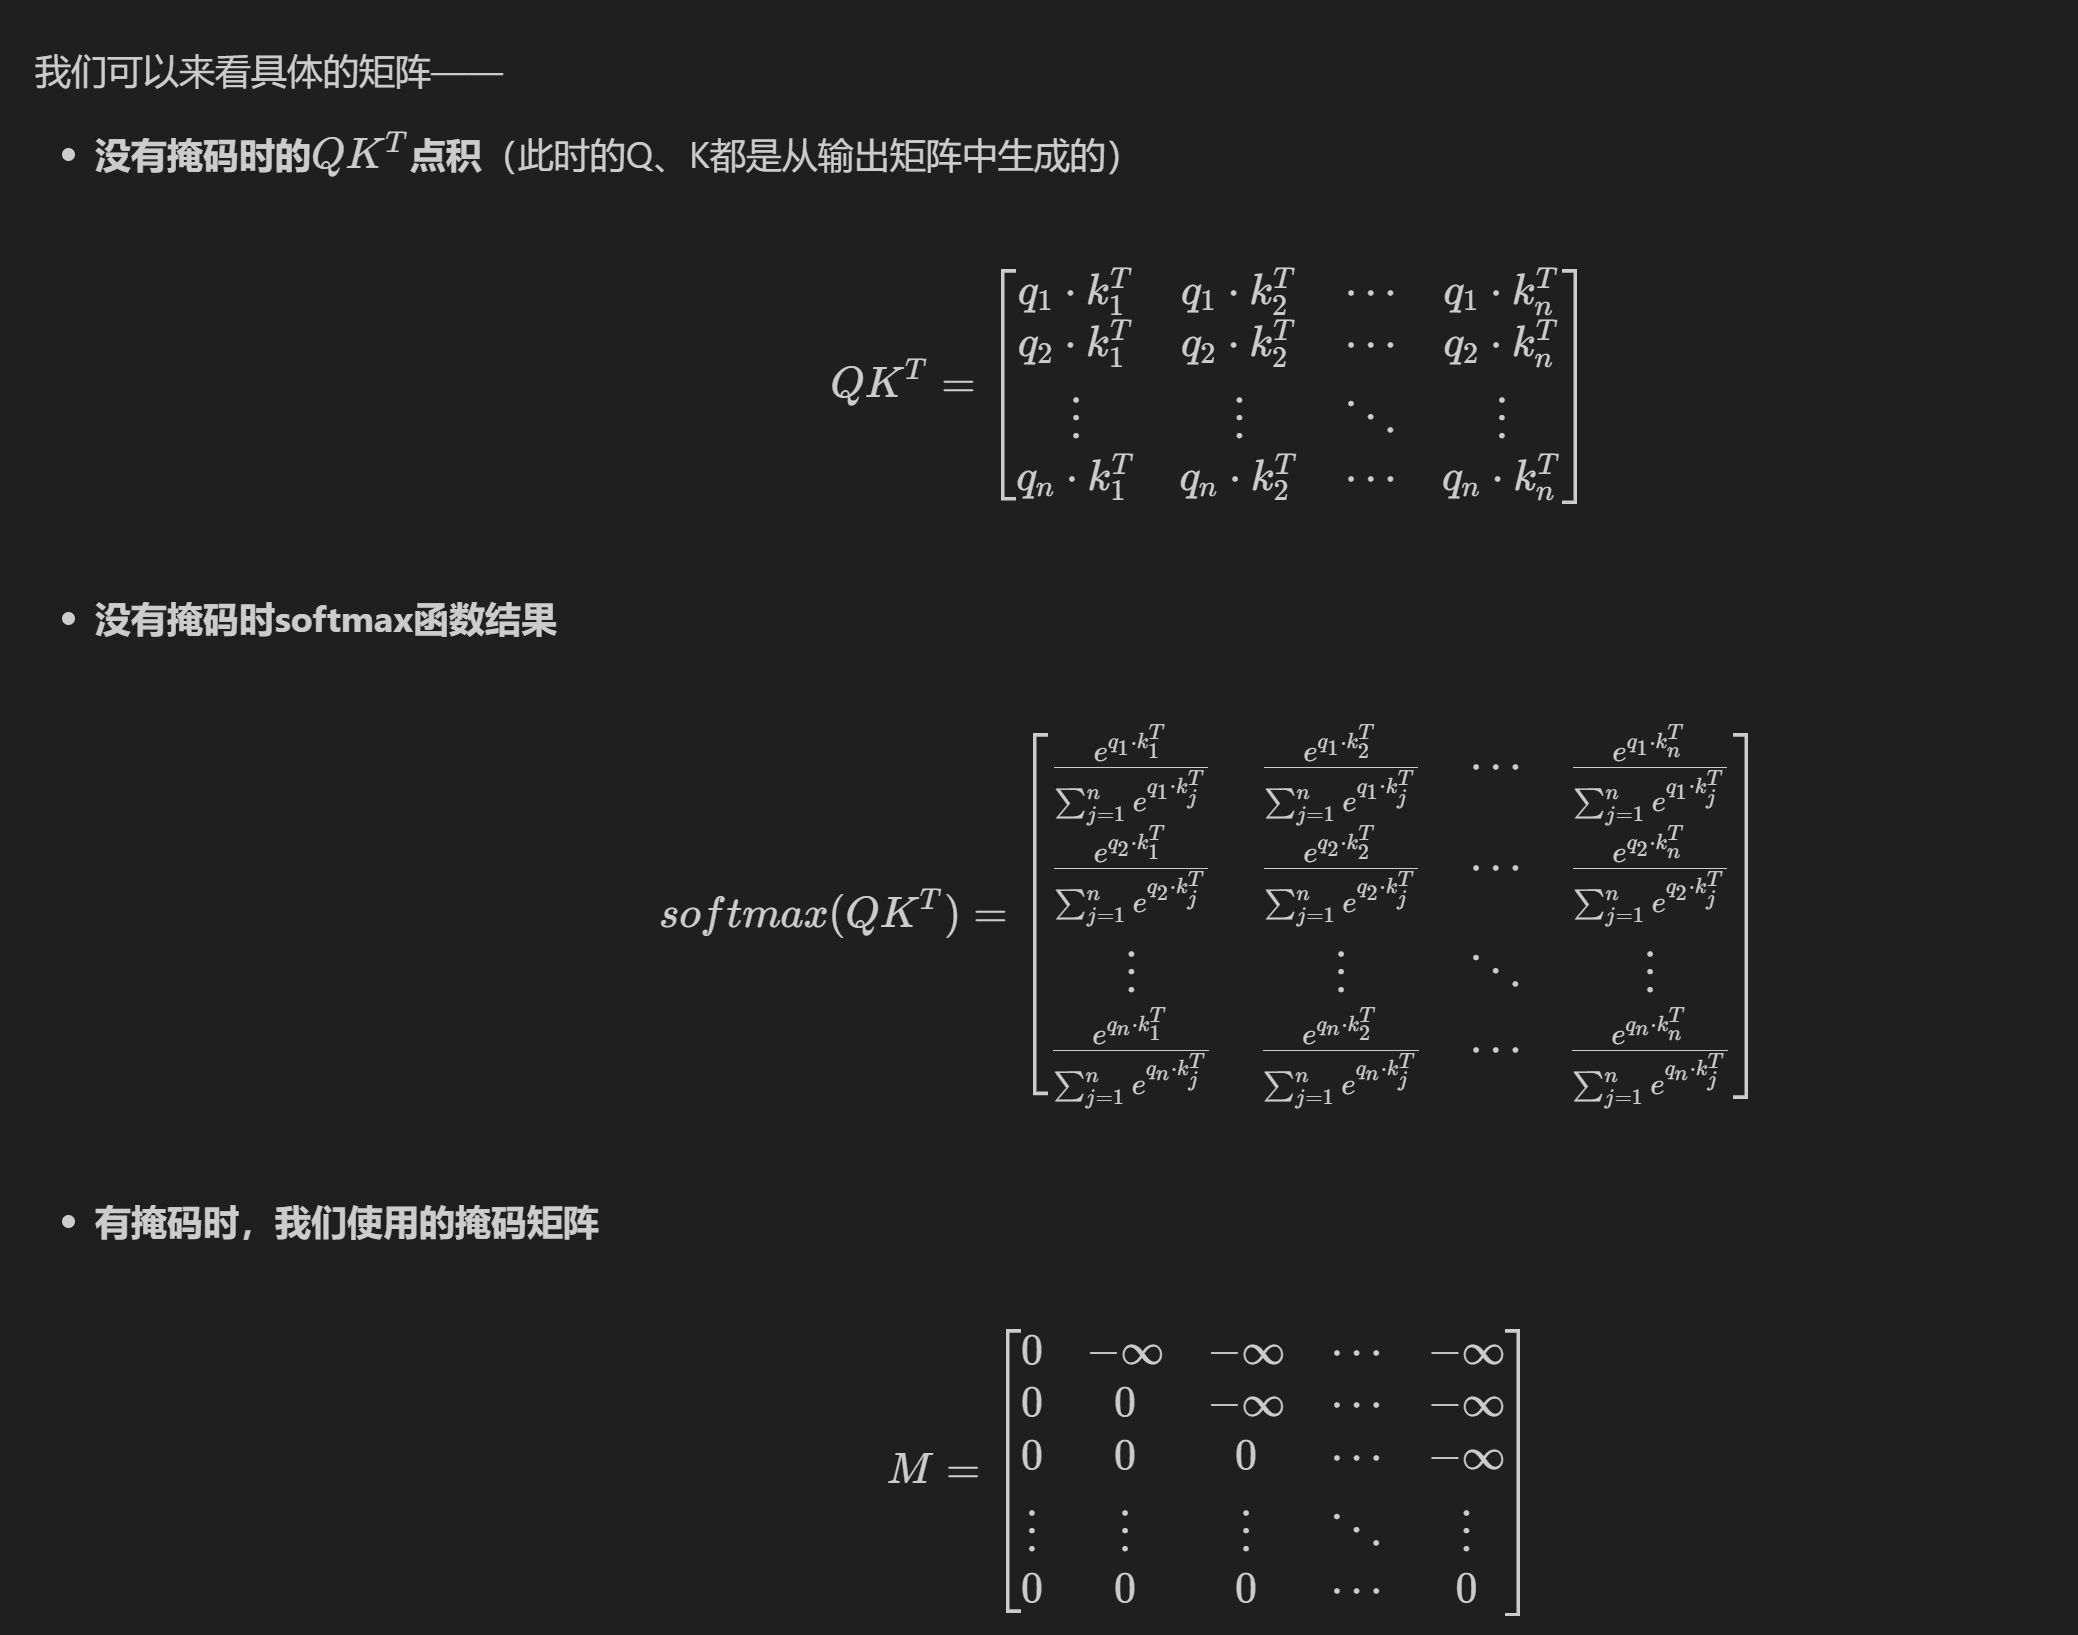 我们可以来看具体的矩阵——
• 没有掩码时的$QK^T$点积（此时的Q、K都是从输出矩阵中生成的）
$$QK^T = \begin{bmatrix} q_1 \cdot k_1^T & q_1 \cdot k_2^T & \cdots & q_1 \cdot k_n^T \\ q_2 \cdot k_1^T & q_2 \cdot k_2^T & \cdots & q_2 \cdot k_n^T \\ \vdots & \vdots & \ddots & \vdots \\ q_n \cdot k_1^T & q_n \cdot k_2^T & \cdots & q_n \cdot k_n^T \end{bmatrix}$$
• 没有掩码时softmax函数结果
$$softmax(QK^T) = \begin{bmatrix} \frac{e^{q_1 \cdot k_1^T}}{\sum_{j=1}^n e^{q_1 \cdot k_j^T}} & \frac{e^{q_1 \cdot k_2^T}}{\sum_{j=1}^n e^{q_1 \cdot k_j^T}} & \cdots & \frac{e^{q_1 \cdot k_n^T}}{\sum_{j=1}^n e^{q_1 \cdot k_j^T}} \\ \frac{e^{q_2 \cdot k_1^T}}{\sum_{j=1}^n e^{q_2 \cdot k_j^T}} & \frac{e^{q_2 \cdot k_2^T}}{\sum_{j=1}^n e^{q_2 \cdot k_j^T}} & \cdots & \frac{e^{q_2 \cdot k_n^T}}{\sum_{j=1}^n e^{q_2 \cdot k_j^T}} \\ \vdots & \vdots & \ddots & \vdots \\ \frac{e^{q_n \cdot k_1^T}}{\sum_{j=1}^n e^{q_n \cdot k_j^T}} & \frac{e^{q_n \cdot k_2^T}}{\sum_{j=1}^n e^{q_n \cdot k_j^T}} & \cdots & \frac{e^{q_n \cdot k_n^T}}{\sum_{j=1}^n e^{q_n \cdot k_j^T}} \end{bmatrix}$$
• 有掩码时，我们使用的掩码矩阵
$$M = \begin{bmatrix} 0 & -\infty & -\infty & \cdots & -\infty \\ 0 & 0 & -\infty & \cdots & -\infty \\ 0 & 0 & 0 & \cdots & -\infty \\ \vdots & \vdots & \vdots & \ddots & \vdots \\ 0 & 0 & 0 & \cdots & 0 \end{bmatrix}$$